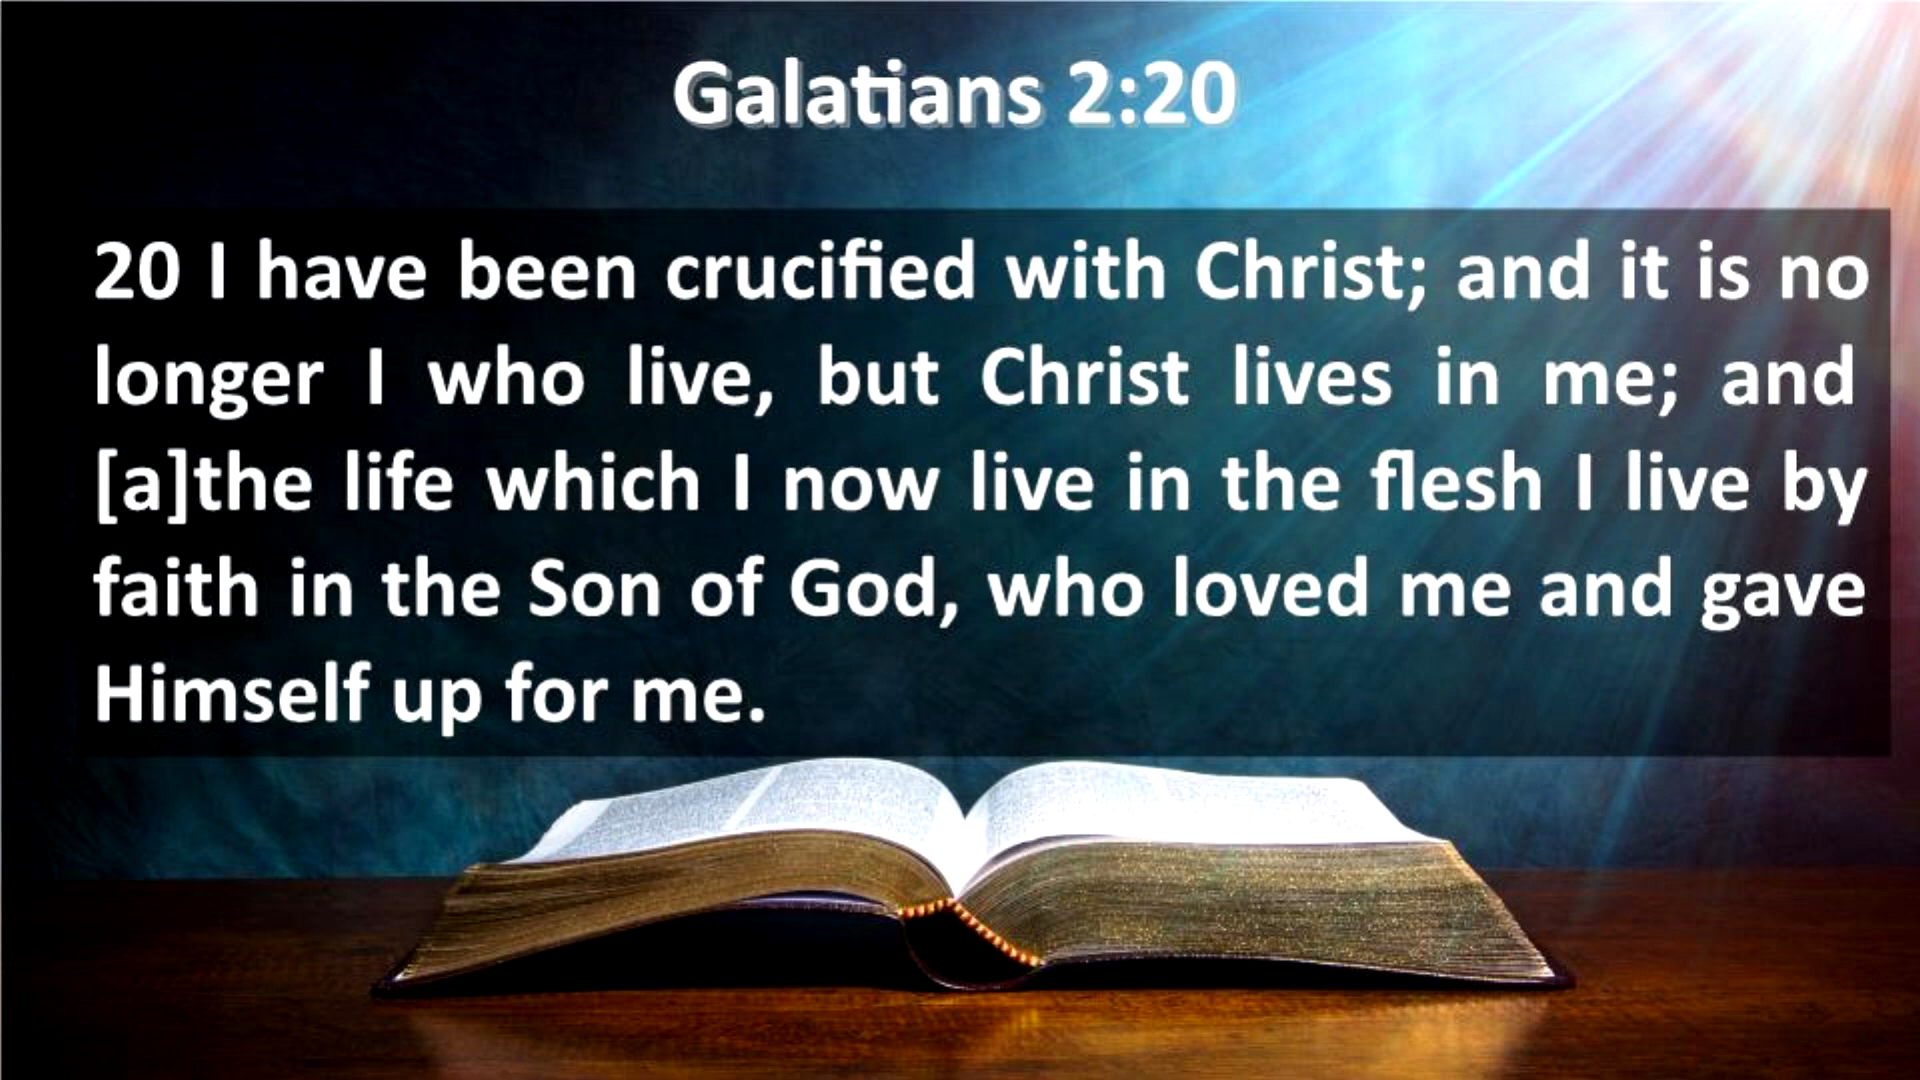 Galatians 2:20
20 I have been crucified with Christ; and it is no
longer I who live, but Christ lives in me; and
[a]the life which I now live in the flesh I live by
faith in the Son of God, who loved me and gave
Himself up for me.